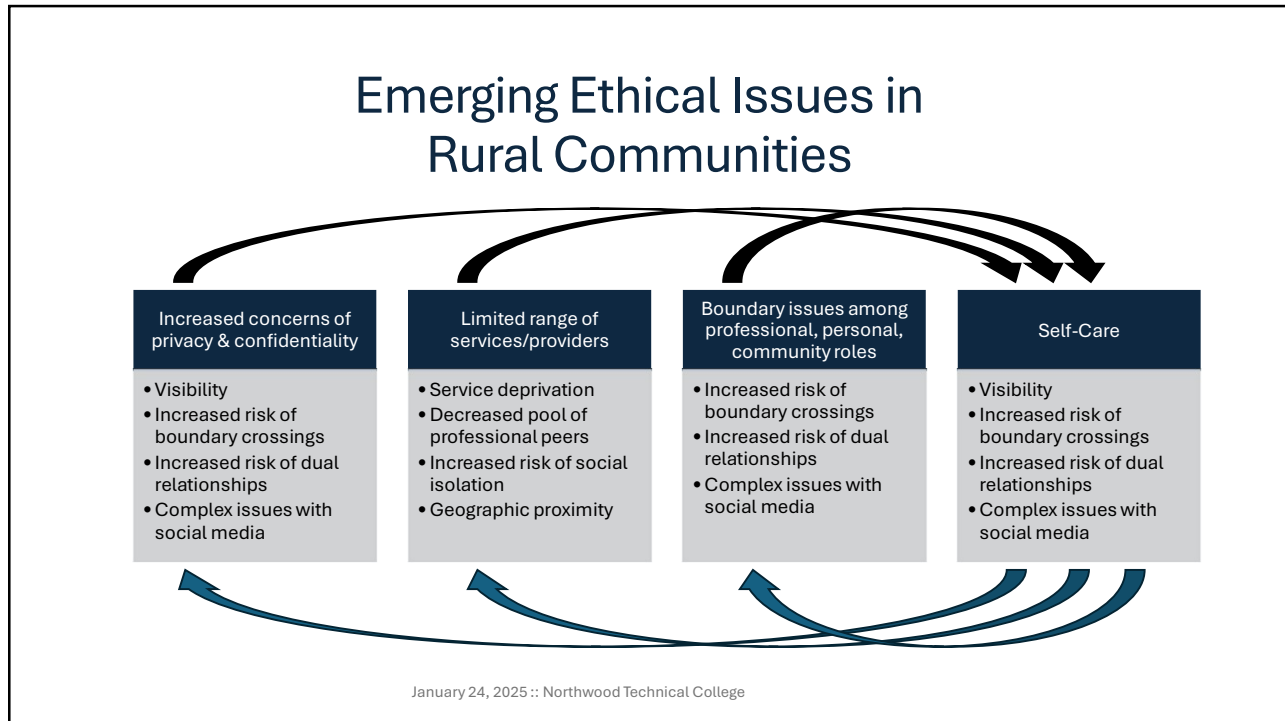 Emerging Ethical Issues in
Rural Communities
Increased concerns of
privacy & confidentiality
• Visibility
• Increased risk of
boundary crossings
• Increased risk of dual
relationships
• Complex issues with
social media
Limited range of
services/providers
• Service deprivation
• Decreased pool of
professional peers
• Increased risk of social
isolation
• Geographic proximity
Boundary issues among
professional, personal,
community roles
• Increased risk of
boundary crossings
• Increased risk of dual
relationships
• Complex issues with
social media
Self-Care
• Visibility
• Increased risk of
boundary crossings
• Increased risk of dual
relationships
• Complex issues with
social media
January 24, 2025 :: Northwood Technical College